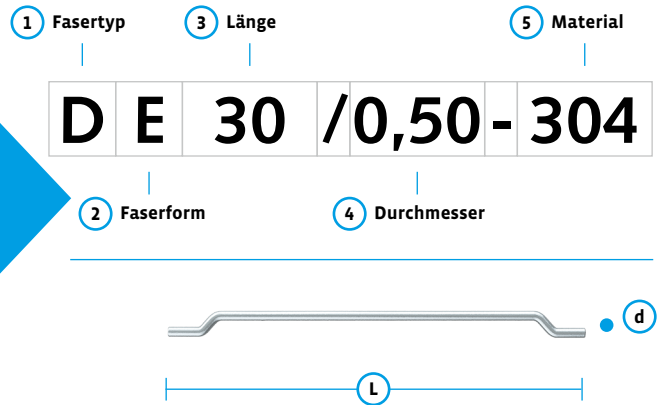 1 Fasertyp
3 Länge
5 Material
D E 30 /0,50 - 304
2 Faserform
4 Durchmesser
d
L